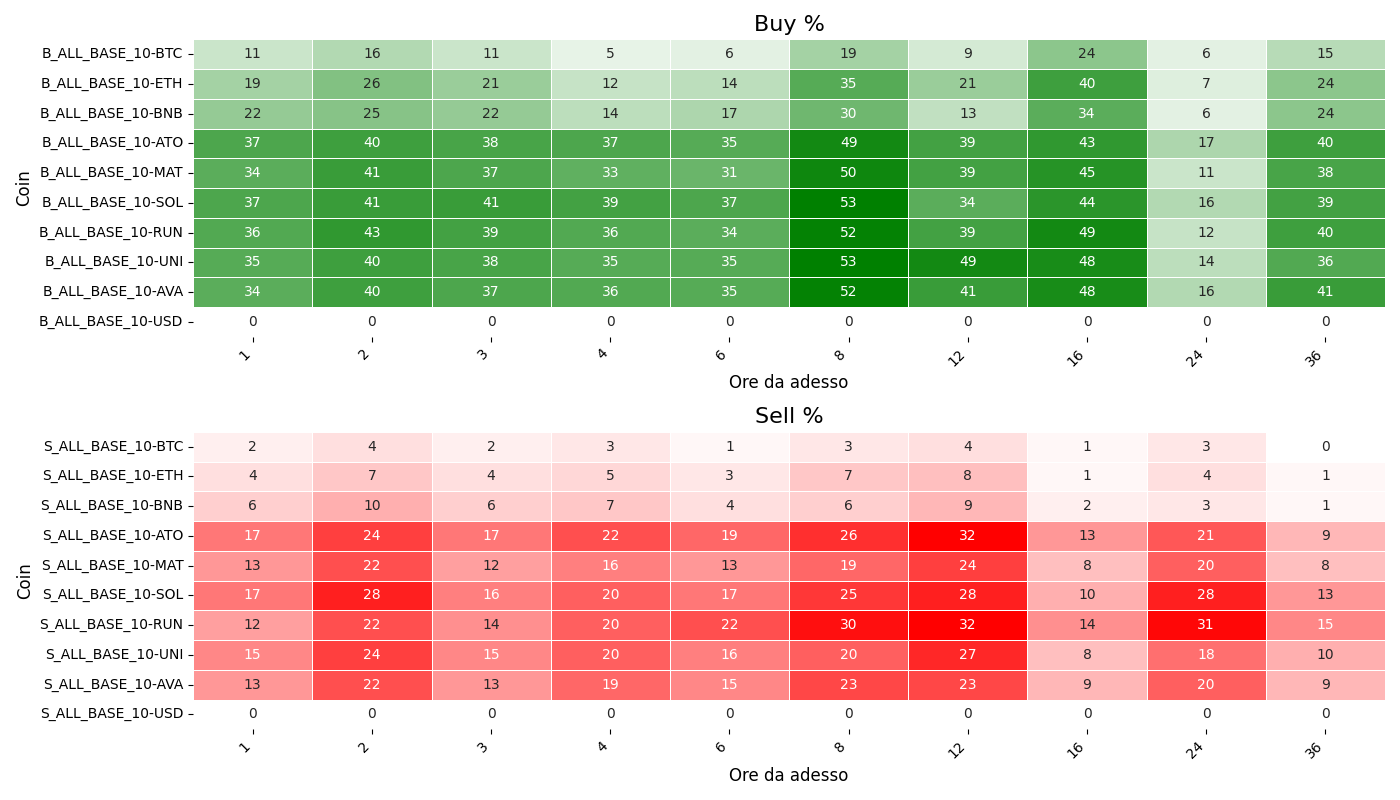 Buy %
Coin
B_ALL_BASE_10-BTC 11 16 11 5 6 19 9 24 6 15
B_ALL_BASE_10-ETH 19 26 21 12 14 35 21 40 7 24
B_ALL_BASE_10-BNB 22 25 22 14 17 30 13 34 6 24
B_ALL_BASE_10-ATO 37 40 38 37 35 49 39 43 17 40
B_ALL_BASE_10-MAT 34 41 37 33 31 50 39 45 11 38
B_ALL_BASE_10-SOL 37 41 41 39 37 53 34 44 16 39
B_ALL_BASE_10-RUN 36 43 39 36 34 52 39 49 12 40
B_ALL_BASE_10-UNI 35 40 38 35 35 53 49 48 14 36
B_ALL_BASE_10-AVA 34 40 37 36 35 52 41 48 16 41
B_ALL_BASE_10-USD 0 0 0 0 0 0 0 0 0 0
1 2 3 4 6 8 12 16 24 36
Ore da adesso
Sell %
Coin
S_ALL_BASE_10-BTC 2 4 2 3 1 3 4 1 3 0
S_ALL_BASE_10-ETH 4 7 4 5 3 7 8 1 4 1
S_ALL_BASE_10-BNB 6 10 6 7 4 6 9 2 3 1
S_ALL_BASE_10-ATO 17 24 17 22 19 26 32 13 21 9
S_ALL_BASE_10-MAT 13 22 12 16 13 19 24 8 20 8
S_ALL_BASE_10-SOL 17 28 16 20 17 25 28 10 28 13
S_ALL_BASE_10-RUN 12 22 14 20 22 30 32 14 31 15
S_ALL_BASE_10-UNI 15 24 15 20 16 20 27 8 18 10
S_ALL_BASE_10-AVA 13 22 13 19 15 23 23 9 20 9
S_ALL_BASE_10-USD 0 0 0 0 0 0 0 0 0 0
1 2 3 4 6 8 12 16 24 36
Ore da adesso